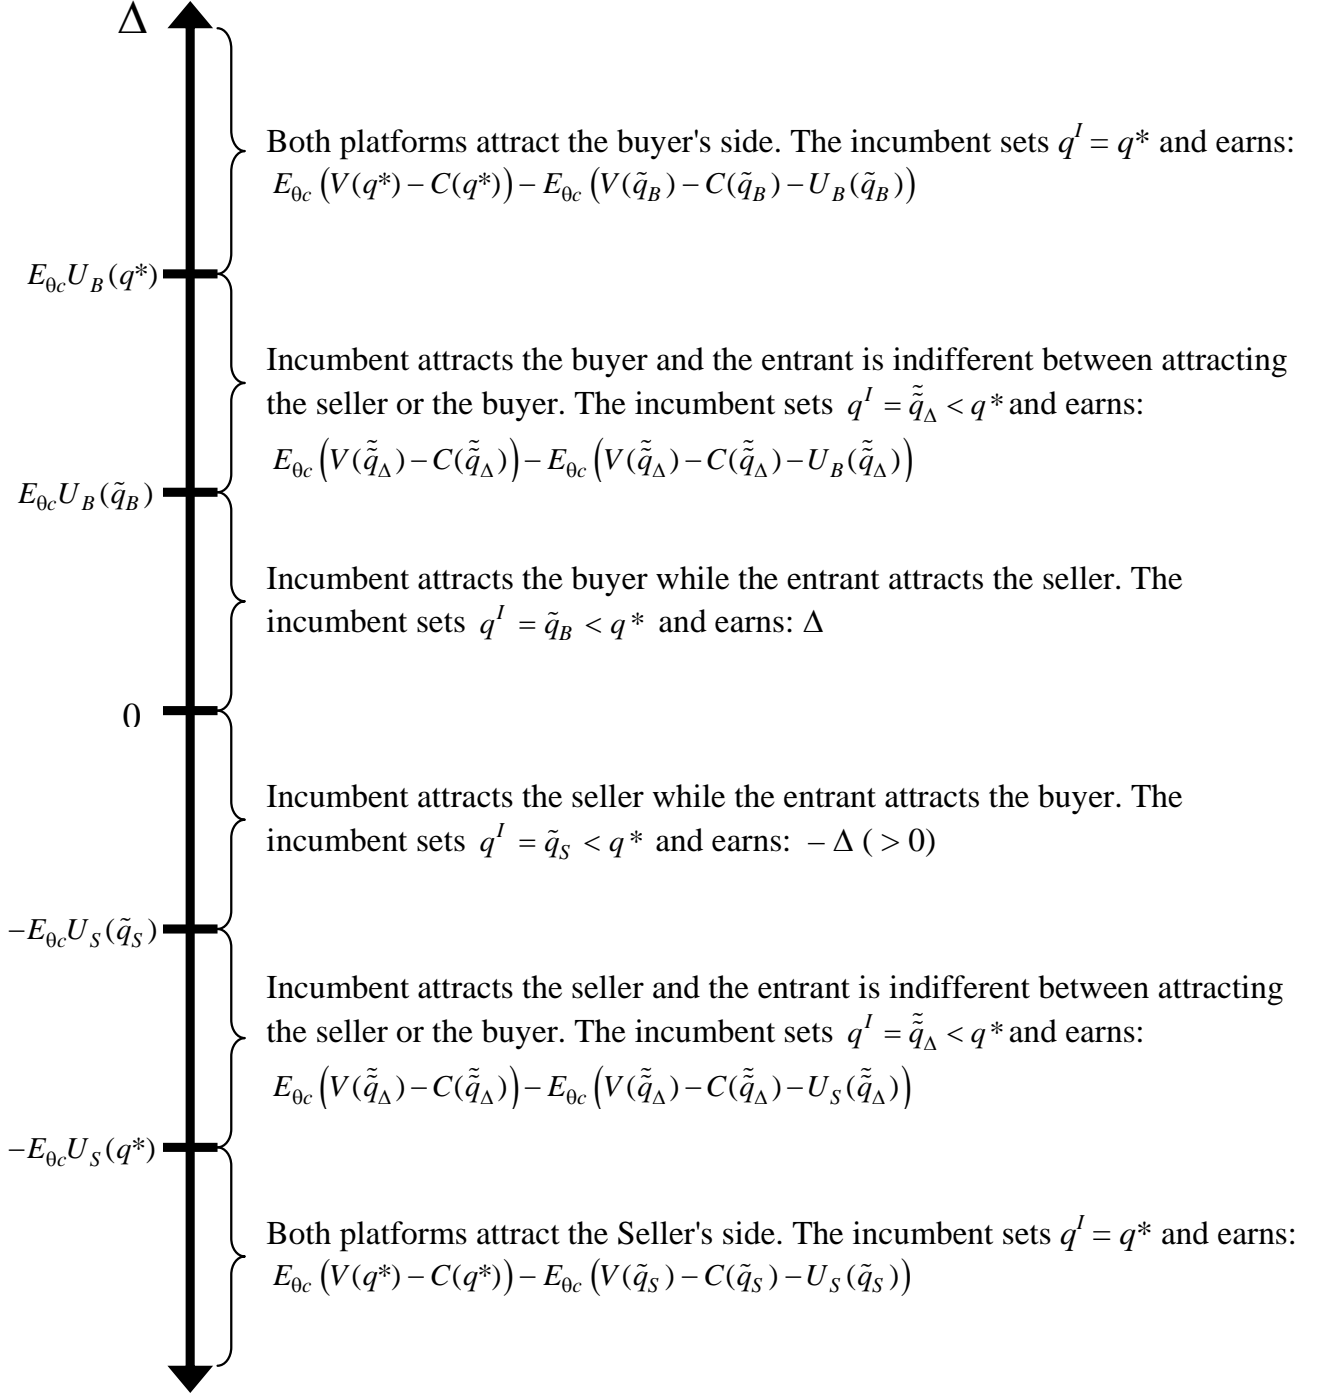 Δ
Both platforms attract the buyer's side. The incumbent sets q^I = q* and earns:
E_θc (V(q*) – C(q*)) – E_θc (V(q̃_B) – C(q̃_B) – U_B(q̃_B))
E_θc U_B(q*)
Incumbent attracts the buyer and the entrant is indifferent between attracting
the seller or the buyer. The incumbent sets q^I = q̃̃_Δ < q* and earns:
E_θc (V(q̃̃_Δ) – C(q̃̃_Δ)) – E_θc (V(q̃̃_Δ) – C(q̃̃_Δ) – U_B(q̃̃_Δ))
E_θc U_B(q̃_B)
Incumbent attracts the buyer while the entrant attracts the seller. The
incumbent sets q^I = q̃_B < q* and earns: Δ
0
Incumbent attracts the seller while the entrant attracts the buyer. The
incumbent sets q^I = q̃_S < q* and earns: – Δ ( > 0)
–E_θc U_S(q̃_S)
Incumbent attracts the seller and the entrant is indifferent between attracting
the seller or the buyer. The incumbent sets q^I = q̃̃_Δ < q* and earns:
E_θc (V(q̃̃_Δ) – C(q̃̃_Δ)) – E_θc (V(q̃̃_Δ) – C(q̃̃_Δ) – U_S(q̃̃_Δ))
–E_θc U_S(q*)
Both platforms attract the Seller's side. The incumbent sets q^I = q* and earns:
E_θc (V(q*) – C(q*)) – E_θc (V(q̃_S) – C(q̃_S) – U_S(q̃_S))